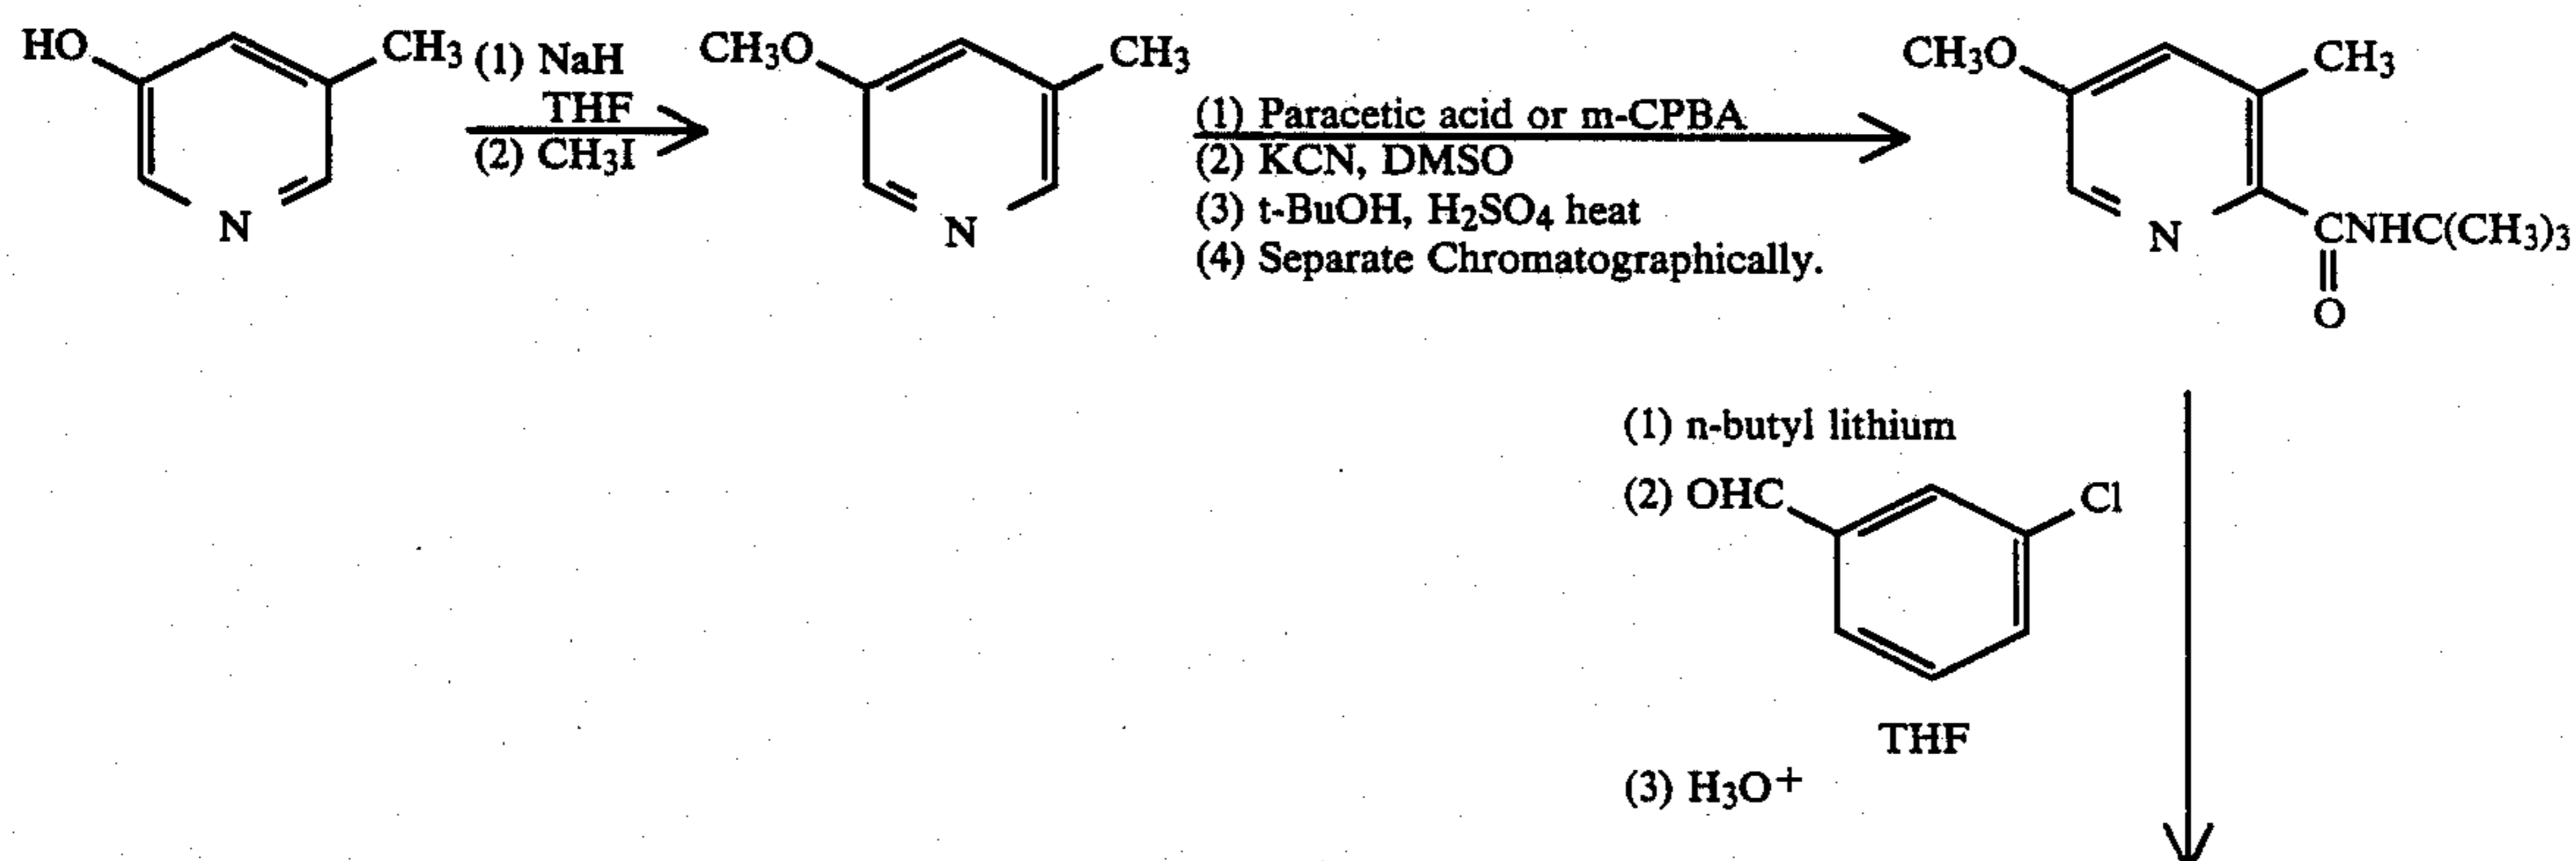 HO
CH3
(1) NaH
THF
(2) CH3I
N
CH3O
CH3
N
(1) Paracetic acid or m-CPBA
(2) KCN, DMSO
(3) t-BuOH, H2SO4 heat
(4) Separate Chromatographically.
CH3O
CH3
N
CNHC(CH3)3
O
(1) n-butyl lithium
(2) OHC
Cl
THF
(3) H3O+